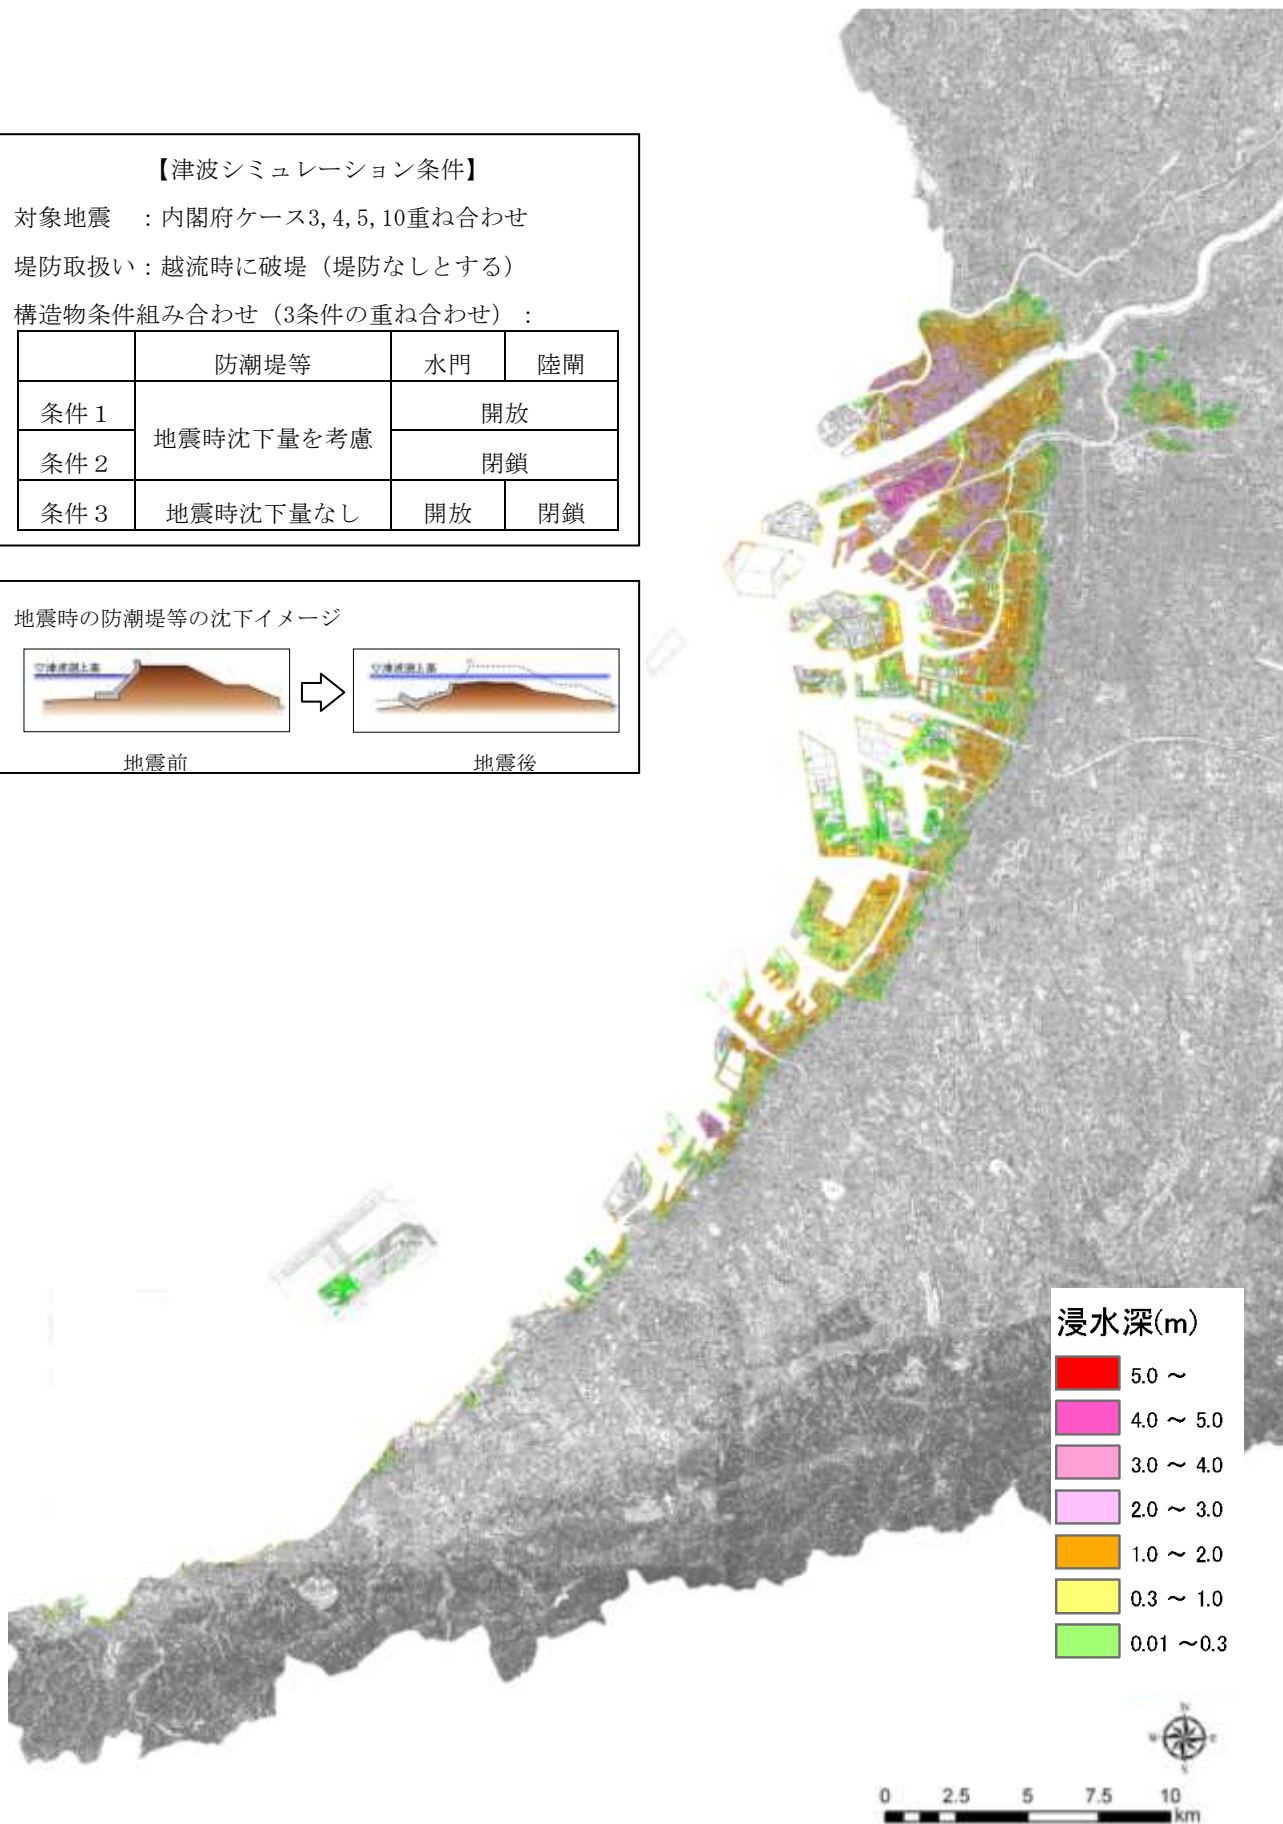 【津波シミュレーション条件】
対象地震 ：内閣府ケース3,4,5,10重ね合わせ
堤防取扱い：越流時に破堤（堤防なしとする）
構造物条件組み合わせ（3条件の重ね合わせ）：
防潮堤等 水門 陸閘
条件１ 地震時沈下量を考慮 開放
条件２ 閉鎖
条件３ 地震時沈下量なし 開放 閉鎖
地震時の防潮堤等の沈下イメージ
地震前 地震後
浸水深(m)
5.0 ～
4.0 ～ 5.0
3.0 ～ 4.0
2.0 ～ 3.0
1.0 ～ 2.0
0.3 ～ 1.0
0.01 ～0.3
N
W E
S
0 2.5 5 7.5 10
km